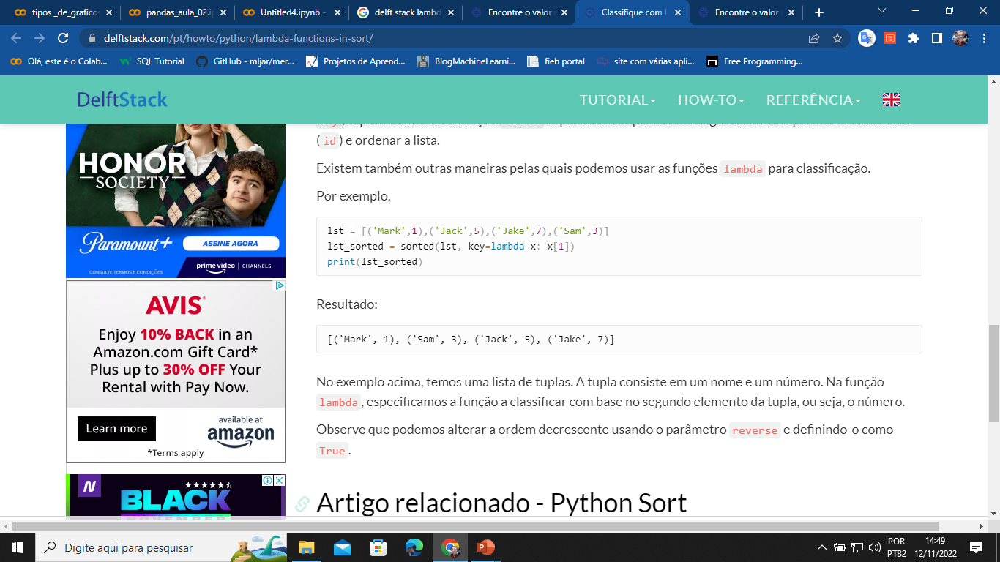 tipos _de_grafico
pandas_aula_02.i
Untitled4.ipynb -
delft stack lambd
Encontre o valor
Classifique com L
Encontre o valor
delftstack.com/pt/howto/python/lambda-functions-in-sort/
Olá, este é o Colab...
SQL Tutorial
GitHub - mljar/mer...
Projetos de Aprend...
BlogMachineLearni...
fieb portal
site com várias apli...
Free Programming...
DelftStack
TUTORIAL
HOW-TO
REFERÊNCIA
(id) e ordenar a lista.
Existem também outras maneiras pelas quais podemos usar as funções lambda para classificação.
Por exemplo,
lst = [('Mark',1),('Jack',5),('Jake',7),('Sam',3)]
lst_sorted = sorted(lst, key=lambda x: x[1])
print(lst_sorted)
Resultado:
[('Mark', 1), ('Sam', 3), ('Jack', 5), ('Jake', 7)]
No exemplo acima, temos uma lista de tuplas. A tupla consiste em um nome e um número. Na função
lambda, especificamos a função a classificar com base no segundo elemento da tupla, ou seja, o número.
Observe que podemos alterar a ordem decrescente usando o parâmetro reverse e definindo-o como
True.
Artigo relacionado - Python Sort
HONOR
SOCIETY
Paramount+
ASSINE AGORA
CONSULTE TERMOS E CONDIÇÕES
prime video | CHANNELS
AVIS
Enjoy 10% BACK in an
Amazon.com Gift Card*
Plus up to 30% OFF Your
Rental with Pay Now.
Learn more
available at
amazon
*Terms apply
N
BLACK
Digite aqui para pesquisar
POR
PTB2
14:49
12/11/2022